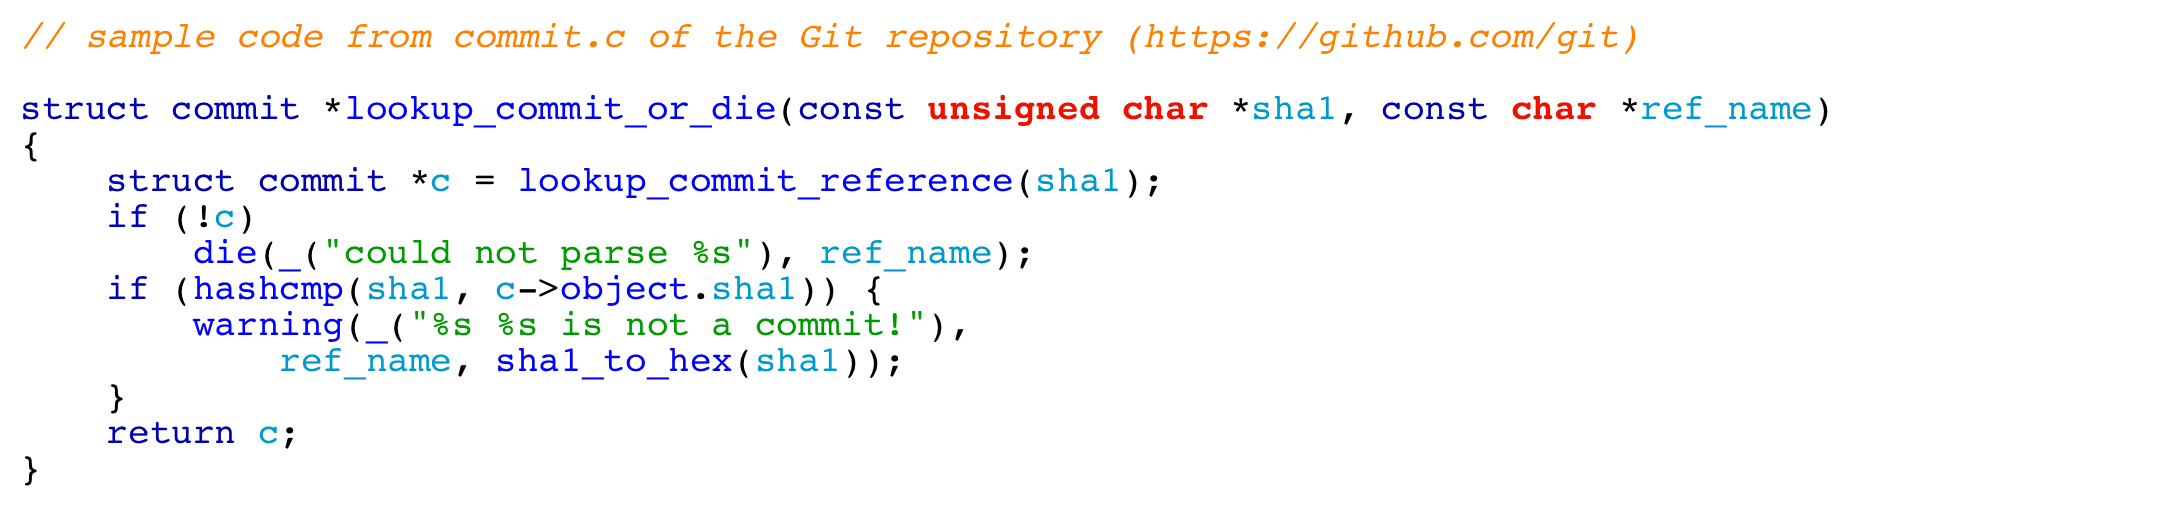 // sample code from commit.c of the Git repository (https://github.com/git)
struct commit *lookup_commit_or_die(const unsigned char *sha1, const char *ref_name)
{
    struct commit *c = lookup_commit_reference(sha1);
    if (!c)
        die(_("could not parse %s"), ref_name);
    if (hashcmp(sha1, c->object.sha1)) {
        warning(_("%s %s is not a commit!"),
            ref_name, sha1_to_hex(sha1));
    }
    return c;
}